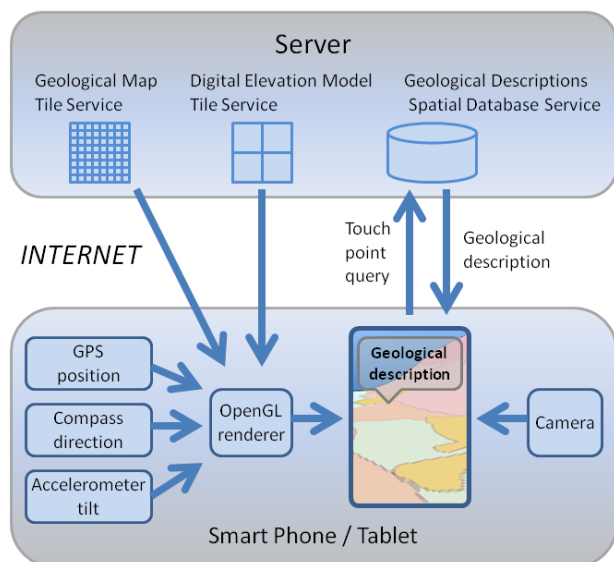 Server
Geological Map
Tile Service
Digital Elevation Model
Tile Service
Geological Descriptions
Spatial Database Service
INTERNET
Touch
point
query
Geological
description
GPS
position
Compass
direction
Accelerometer
tilt
OpenGL
renderer
Geological
description
Camera
Smart Phone / Tablet